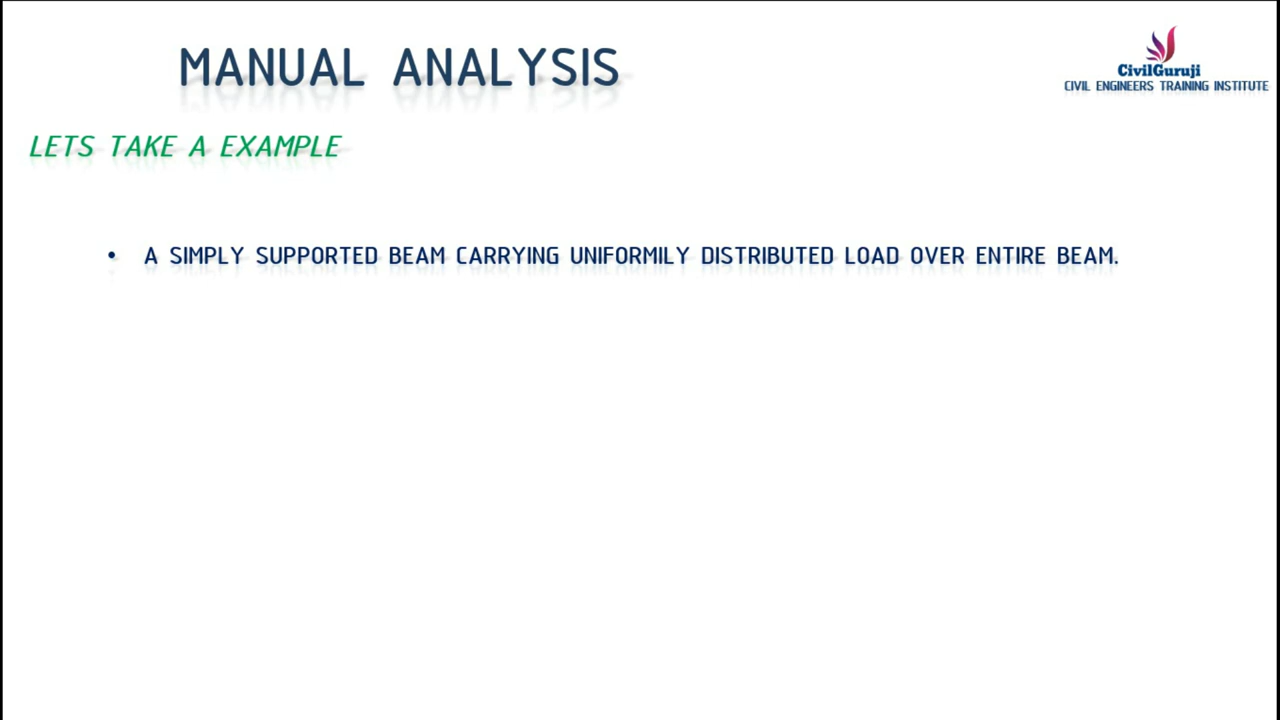 MANUAL ANALYSIS
CivilGuruji
CIVIL ENGINEERS TRAINING INSTITUTE
LETS TAKE A EXAMPLE
• A SIMPLY SUPPORTED BEAM CARRYING UNIFORMILY DISTRIBUTED LOAD OVER ENTIRE BEAM.